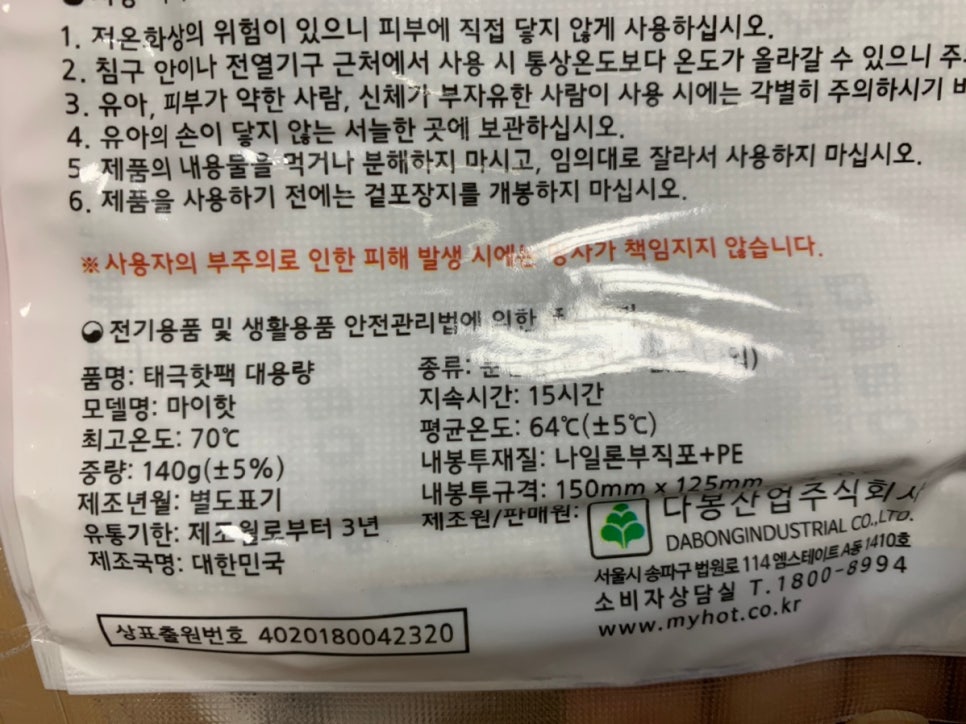 1. 저온화상의 위험이 있으니 피부에 직접 닿지 않게 사용하십시오.
2. 침구 안이나 전열기구 근처에서 사용 시 통상온도보다 온도가 올라갈 수 있으니
3. 유아, 피부가 약한 사람, 신체가 부자유한 사람이 사용 시에는 각별히 주의하시기
4. 유아의 손이 닿지 않는 서늘한 곳에 보관하십시오.
5. 제품의 내용물을 먹거나 분해하지 마시고, 임의대로 잘라서 사용하지 마십시오.
6. 제품을 사용하기 전에는 겉포장지를 개봉하지 마십시오.
※사용자의 부주의로 인한 피해 발생 시에는 당사가 책임지지 않습니다.
전기용품 및 생활용품 안전관리법에 의한
품명: 태극핫팩 대용량
모델명: 마이핫
최고온도: 70℃
중량: 140g(±5%)
제조년월: 별도표기
유통기한: 제조월로부터 3년
제조국명: 대한민국
종류:
지속시간: 15시간
평균온도: 64℃(±5℃)
내봉투재질: 나일론부직포+PE
내봉투규격: 150mm x 125mm
제조원/판매원: 다봉산업주식회사
DABONGINDUSTRIAL CO.,LTD.
서울시 송파구 법원로 114 엠스테이트 A동 1410호
소비자상담실 T.1800-8994
www.myhot.co.kr
상표출원번호 4020180042320